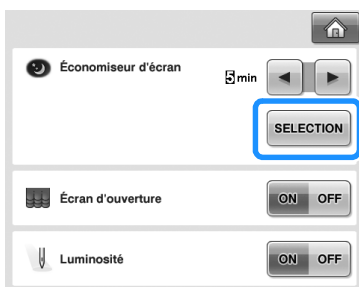 Économiseur d'écran
5 min
SELECTION
Écran d'ouverture
ON OFF
Luminosité
ON OFF